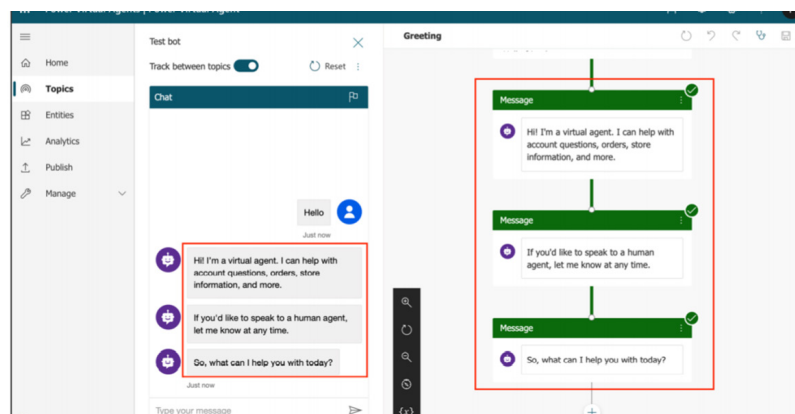 Test bot
Greeting
Home
Track between topics
Reset
Topics
Chat
Message
Entities
Hi! I'm a virtual agent. I can help with
account questions, orders, store
information, and more.
Analytics
Publish
Manage
Hello
Just now
Message
Hi! I'm a virtual agent. I can help with
account questions, orders, store
information, and more.
If you'd like to speak to a human
agent, let me know at any time.
If you'd like to speak to a human agent,
let me know at any time.
Message
So, what can I help you with today?
So, what can I help you with today?
Just now
Type your message
{x}